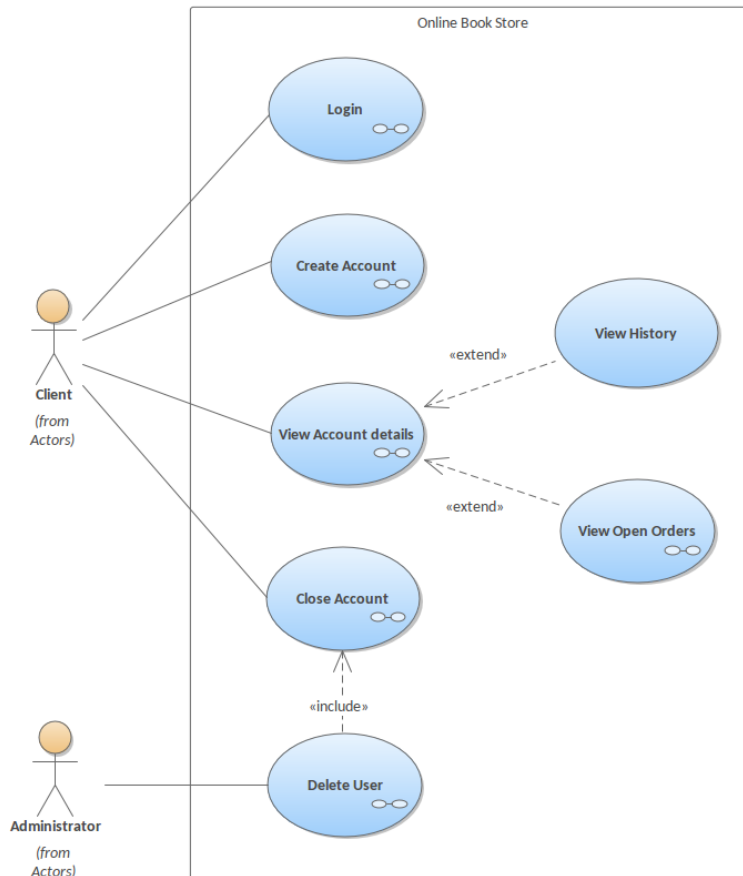 Online Book Store
Login
Create Account
View History
«extend»
Client
(from
Actors)
View Account details
«extend»
View Open Orders
Close Account
«include»
Delete User
Administrator
(from
Actors)